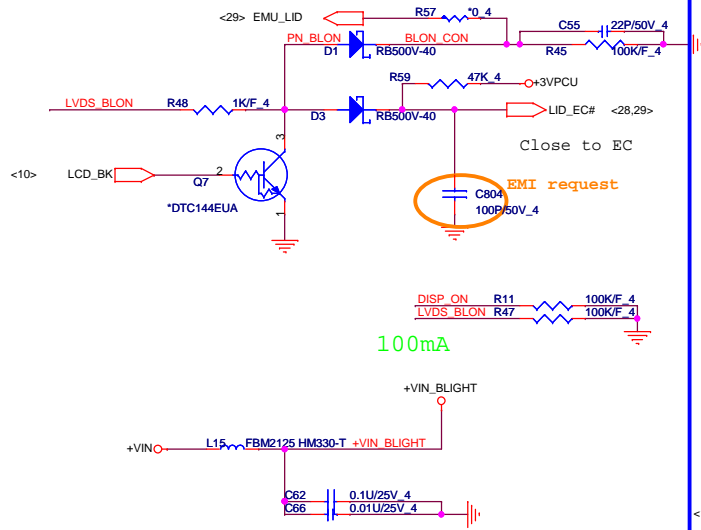 <29> EMU_LID R57 *0_4 C55 22P/50V_4
PN_BLON BLON_CON
D1 RB500V-40 R45 100K/F_4
R59 47K_4
+3VPCU
LVDS_BLON R48 1K/F_4
D3 RB500V-40 LID_EC# <28,29>
3
Close to EC
<10> LCD_BK 2
Q7
EMI request
C804
*DTC144EUA 1 100P/50V_4
DISP_ON R11 100K/F_4
LVDS_BLON R47 100K/F_4
100mA
+VIN_BLIGHT
+VIN L15 FBM2125 HM330-T +VIN_BLIGHT
C62 0.1U/25V_4
C66 0.01U/25V_4
<